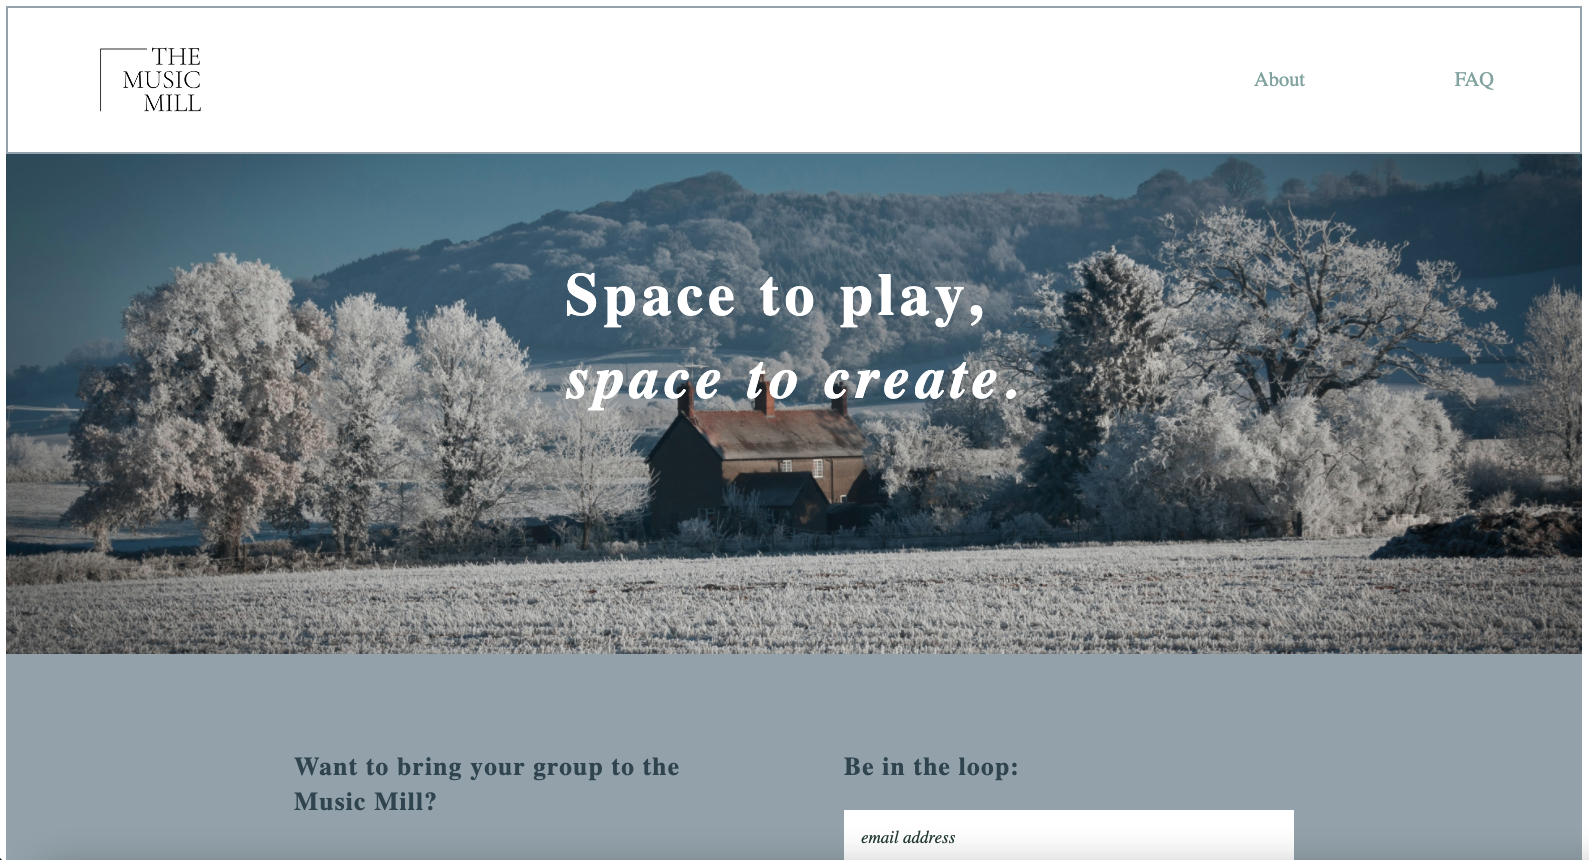 THE
MUSIC
MILL
About
FAQ
Space to play,
space to create.
Want to bring your group to the
Music Mill?
Be in the loop:
email address